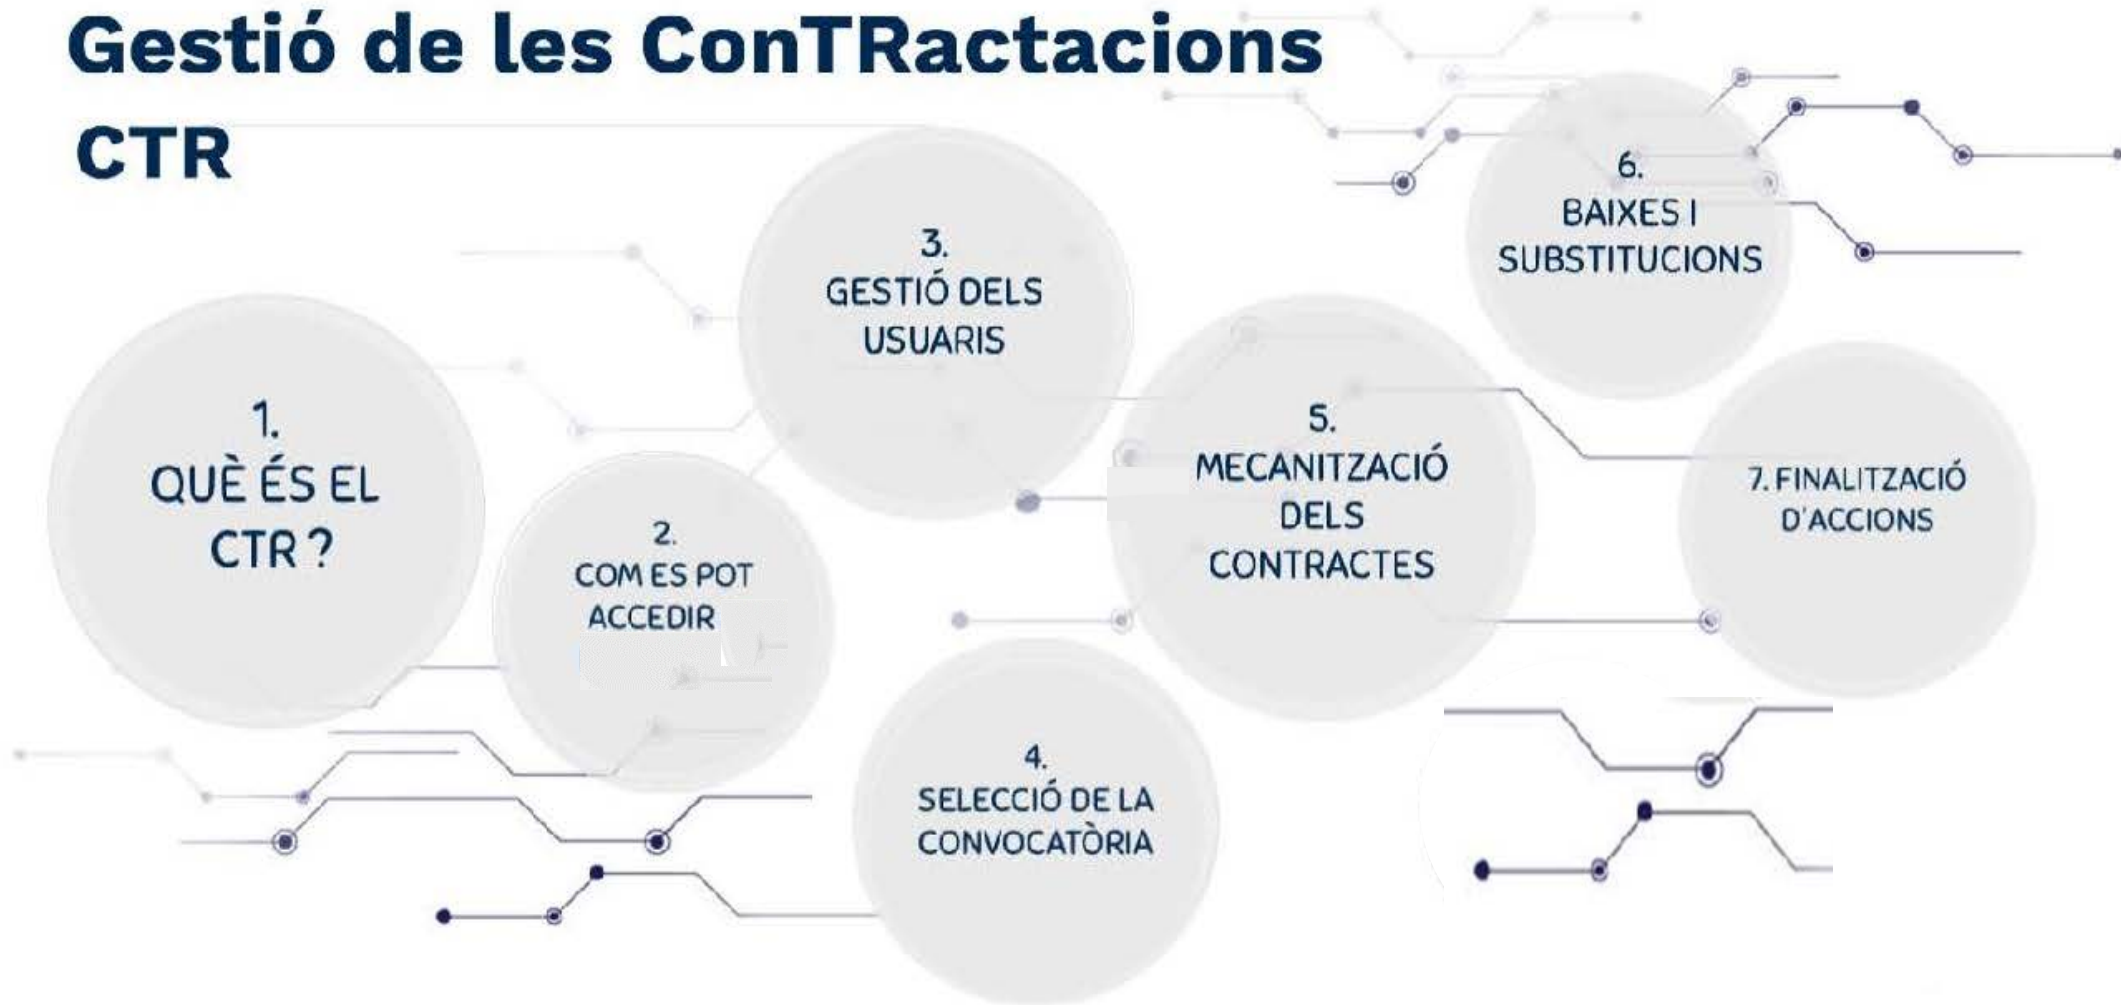 Gestió de les ConTRactacions
CTR
1.
QUÈ ÉS EL
CTR ?
2.
COM ES POT
ACCEDIR
3.
GESTIÓ DELS
USUARIS
4.
SELECCIÓ DE LA
CONVOCATÒRIA
5.
MECANITZACIÓ
DELS
CONTRACTES
6.
BAIXES I
SUBSTITUCIONS
7. FINALITZACIÓ
D'ACCIONS